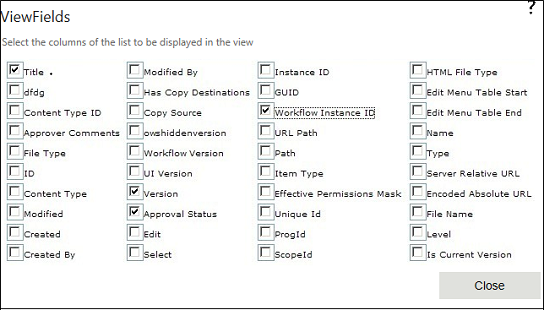 ViewFields
?
Select the columns of the list to be displayed in the view
Title .
Modified By
Instance ID
HTML File Type
dfdg
Has Copy Destinations
GUID
Edit Menu Table Start
Content Type ID
Copy Source
Workflow Instance ID
Edit Menu Table End
Approver Comments
owshiddenversion
URL Path
Name
File Type
Workflow Version
Path
Type
ID
UI Version
Item Type
Server Relative URL
Content Type
Version
Effective Permissions Mask
Encoded Absolute URL
Modified
Approval Status
Unique Id
File Name
Created
Edit
ProgId
Level
Created By
Select
ScopeId
Is Current Version
Close